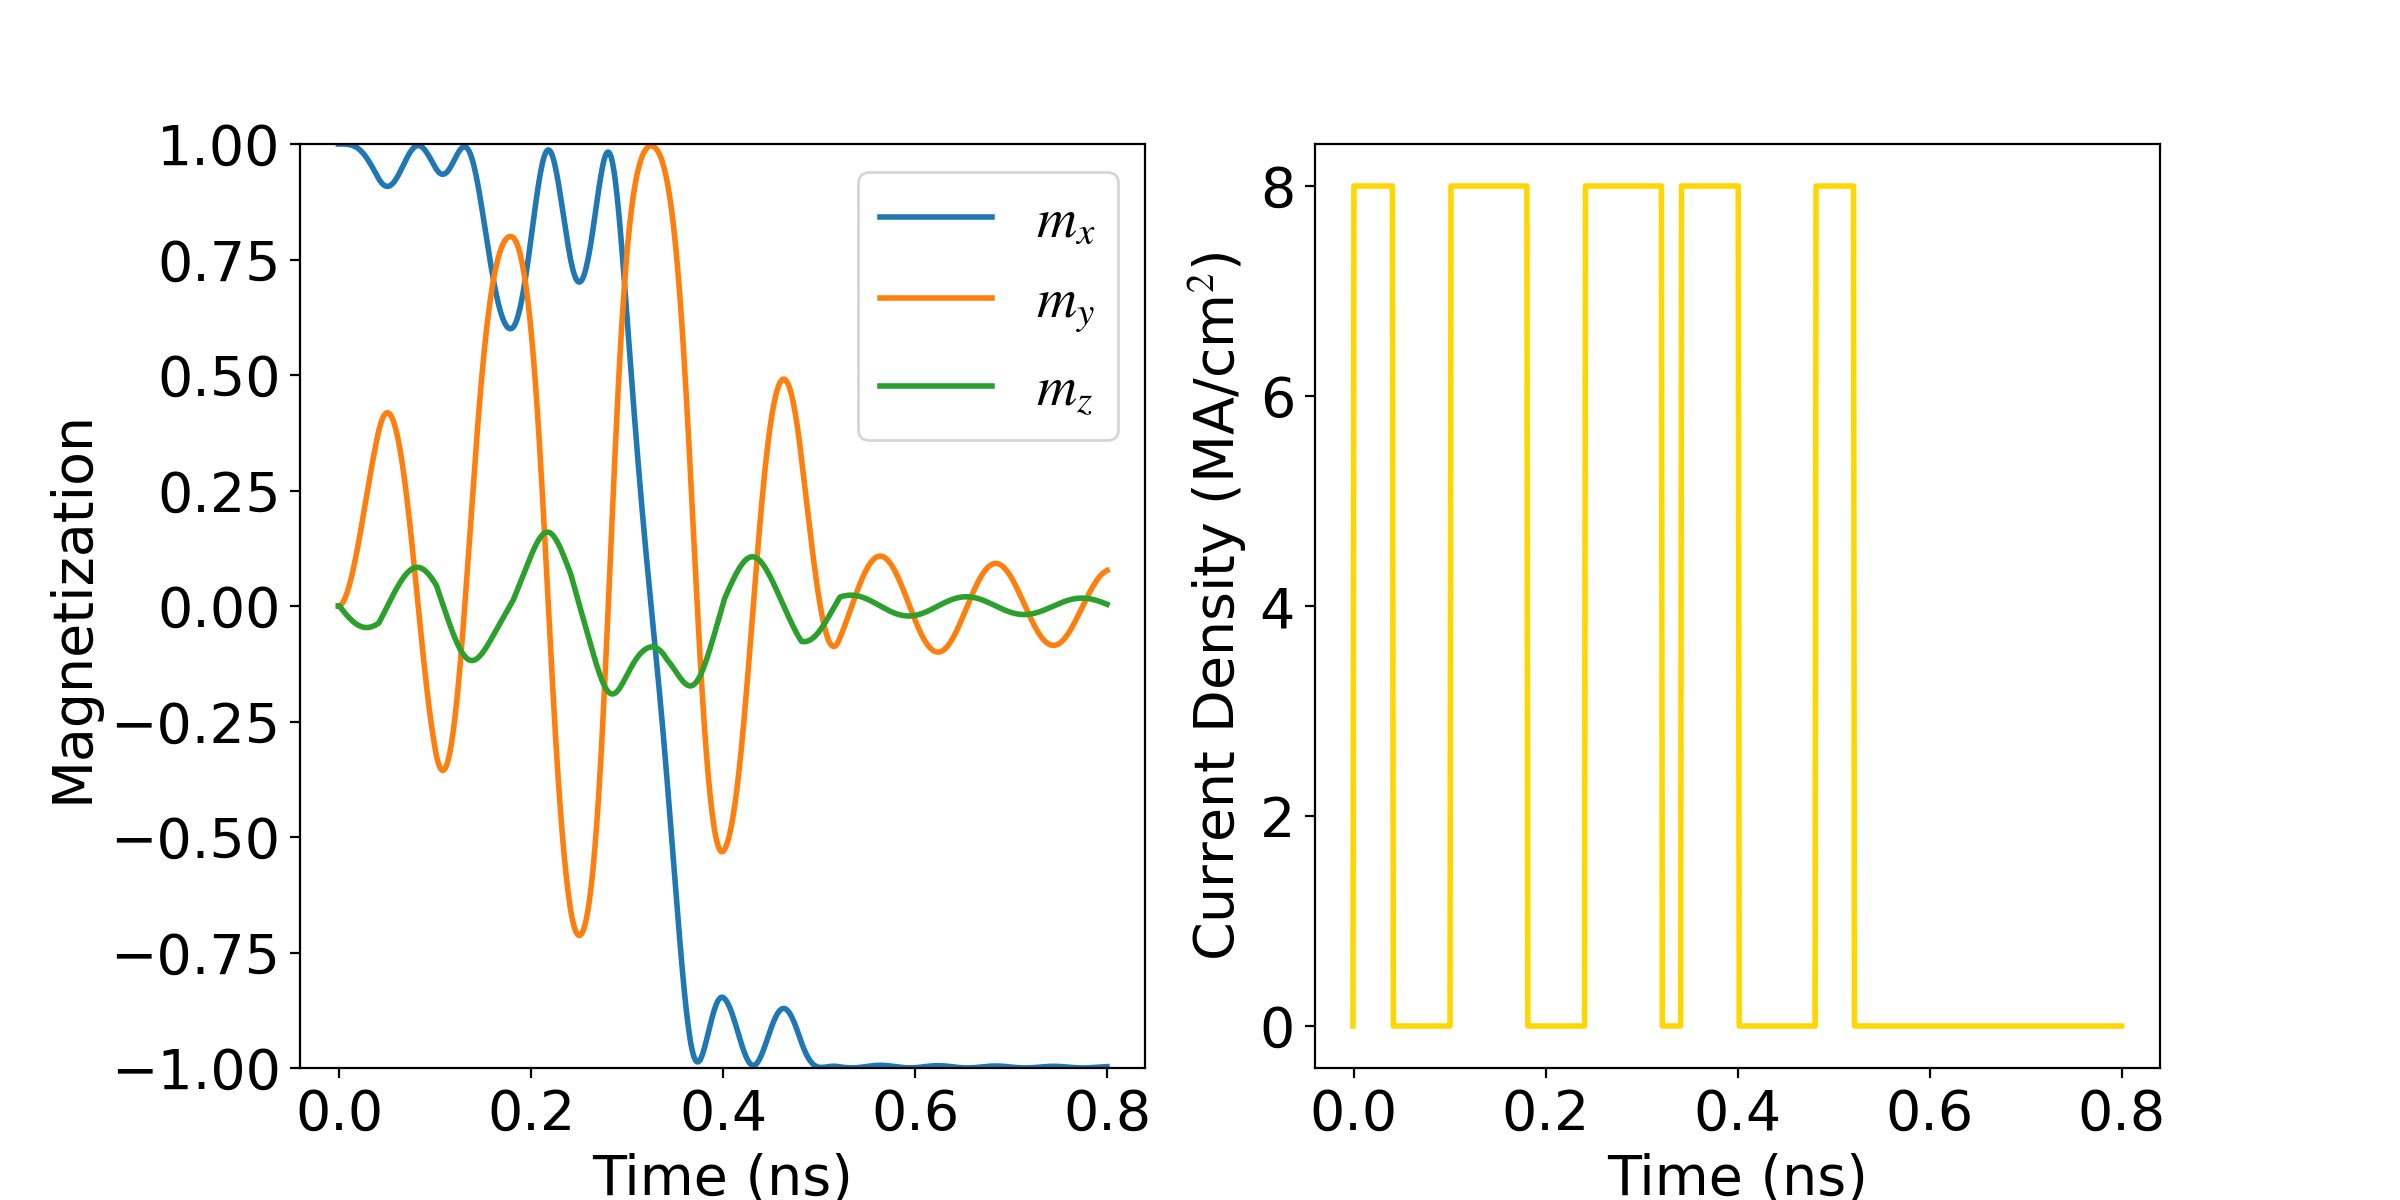 1.00
0.75
0.50
0.25
0.00
−0.25
−0.50
−0.75
−1.00
Magnetization
0.0 0.2 0.4 0.6 0.8
Time (ns)
mₓ
m_y
m_z
8
6
4
2
0
Current Density (MA/cm²)
0.0 0.2 0.4 0.6 0.8
Time (ns)